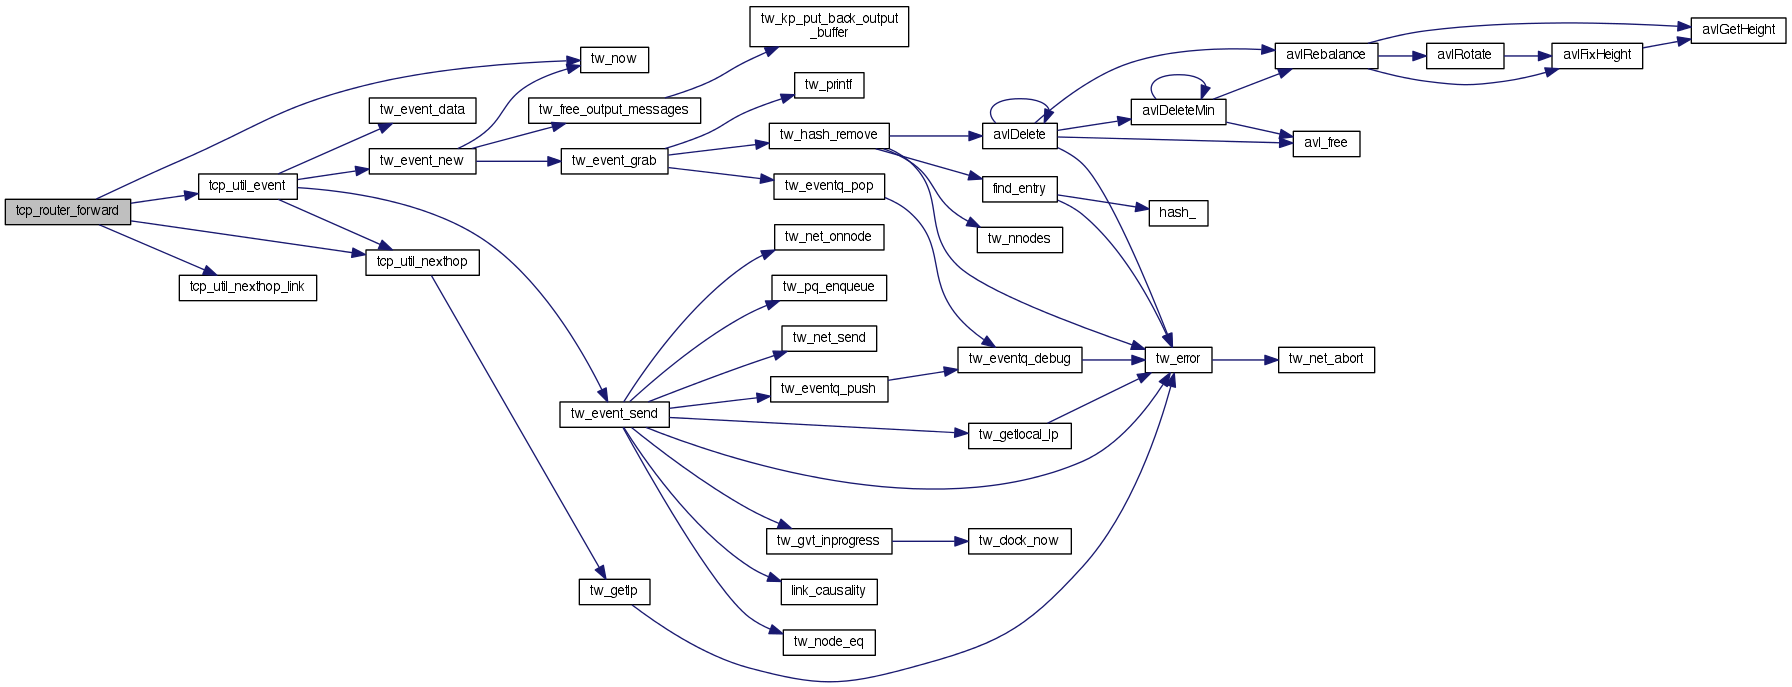 tcp_router_forward
tcp_util_event
tcp_util_nexthop_link
tw_event_data
tw_event_new
tcp_util_nexthop
tw_now
tw_free_output_messages
tw_event_grab
tw_event_send
tw_getlp
tw_kp_put_back_output
_buffer
tw_printf
tw_hash_remove
tw_eventq_pop
tw_net_onnode
tw_pq_enqueue
tw_net_send
tw_eventq_push
tw_gvt_inprogress
link_causality
tw_node_eq
avlDelete
find_entry
tw_nnodes
tw_eventq_debug
tw_getlocal_lp
tw_clock_now
avlDeleteMin
hash_
tw_error
avlRebalance
avl_free
tw_net_abort
avlRotate
avlFixHeight
avlGetHeight